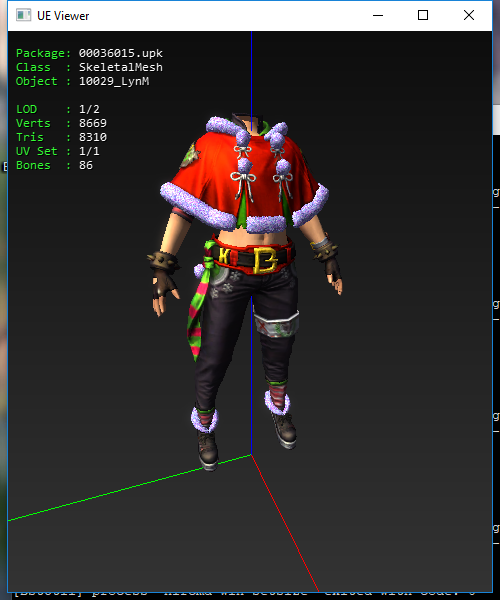 UE Viewer
Package: 00036015.upk
Class : SkeletalMesh
Object : 10029_LynM
LOD : 1/2
Verts : 8669
Tris : 8310
UV Set : 1/1
Bones : 86
K B